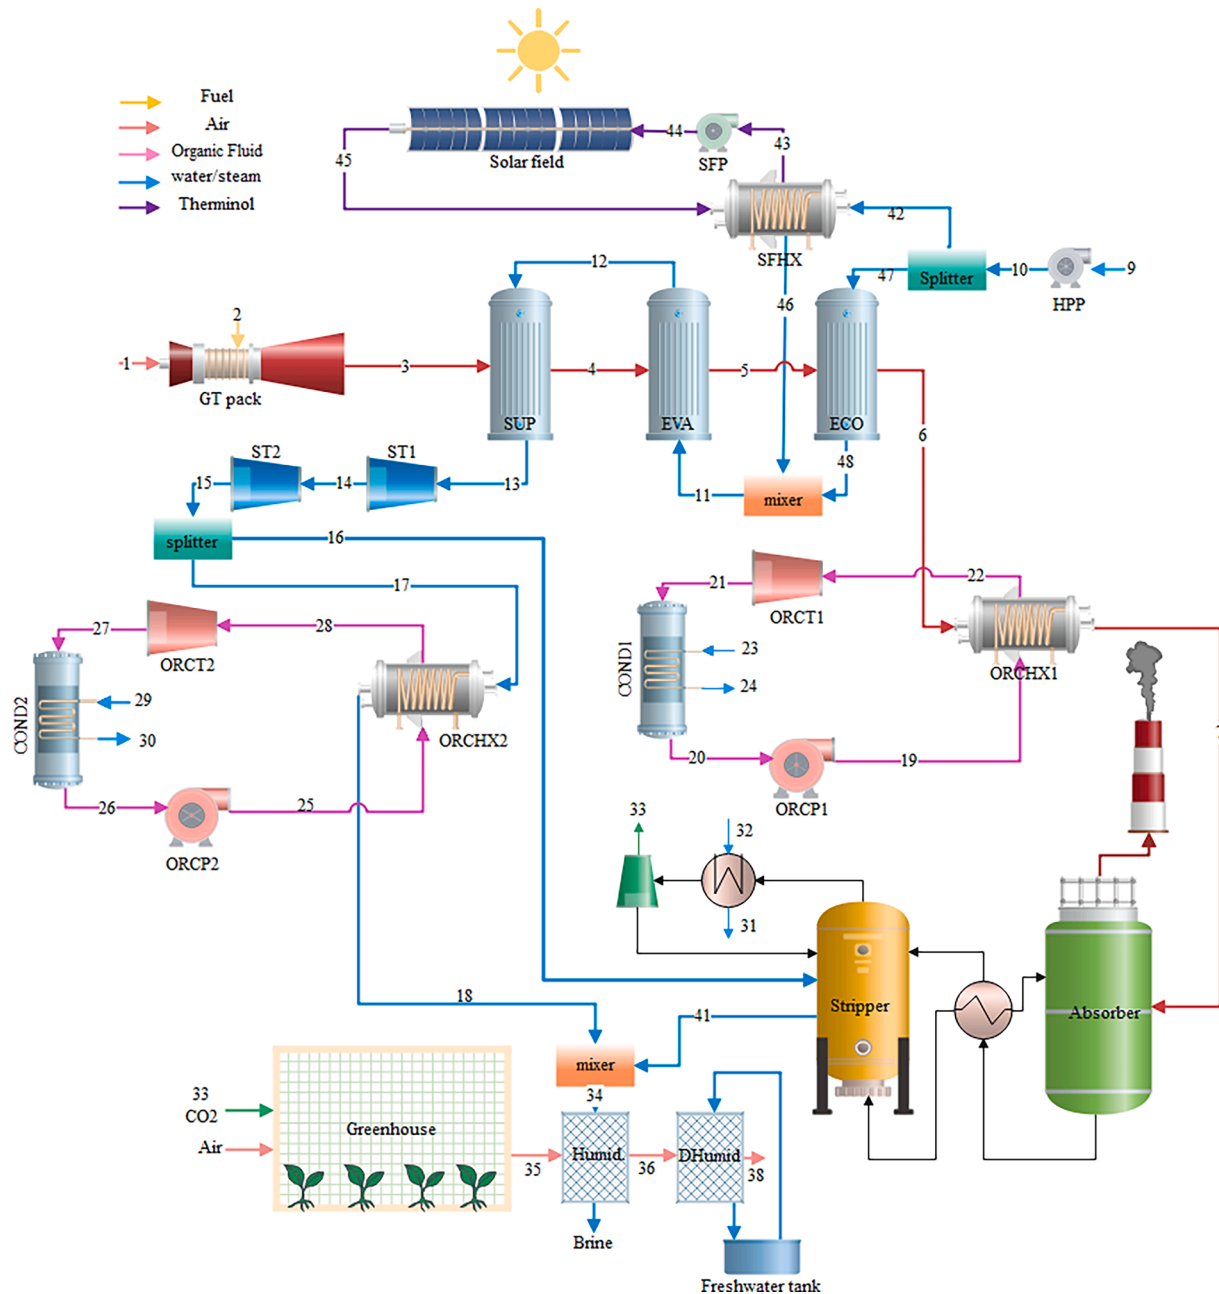 Fuel
Air
Organic Fluid
water/steam
Therminol
45
Solar field
44
SFP
43
42
SFHX
Splitter
47
10
9
HPP
12
46
2
1
GT pack
3
4
5
6
SUP
EVA
ECO
48
ST2
ST1
15
14
13
11
mixer
splitter
16
17
21
ORCT1
22
ORCHX1
COND1
23
24
20
ORCP1
19
7
27
ORCT2
28
ORCHX2
COND2
29
30
26
ORCP2
25
33
32
31
18
41
Stripper
Absorber
mixer
34
33
CO2
Air
Greenhouse
35
Humid.
36
DHumid
38
Brine
Freshwater tank